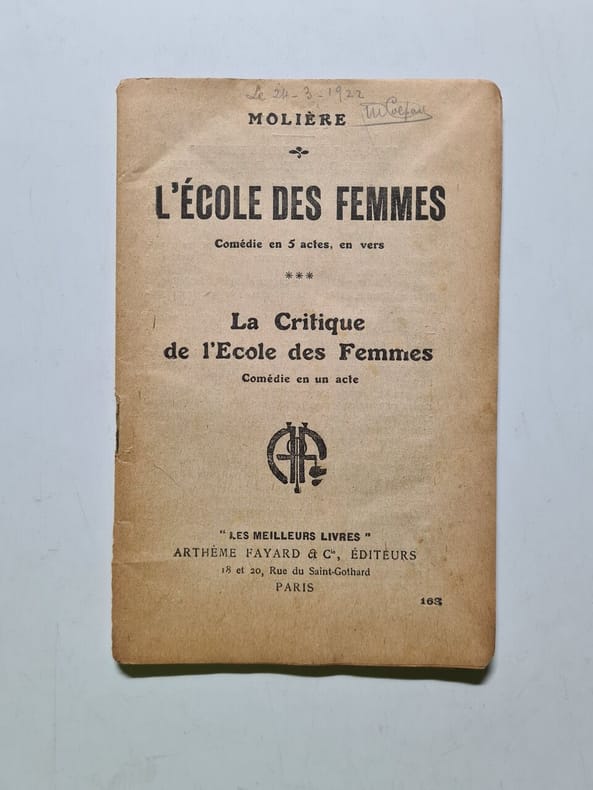 Le 24-3-1922
MOLIÈRE
L'ÉCOLE DES FEMMES
Comédie en 5 actes, en vers
***
La Critique
de l'Ecole des Femmes
Comédie en un acte
" LES MEILLEURS LIVRES "
ARTHÈME FAYARD & Cie, ÉDITEURS
18 et 20, Rue du Saint-Gothard
PARIS
163